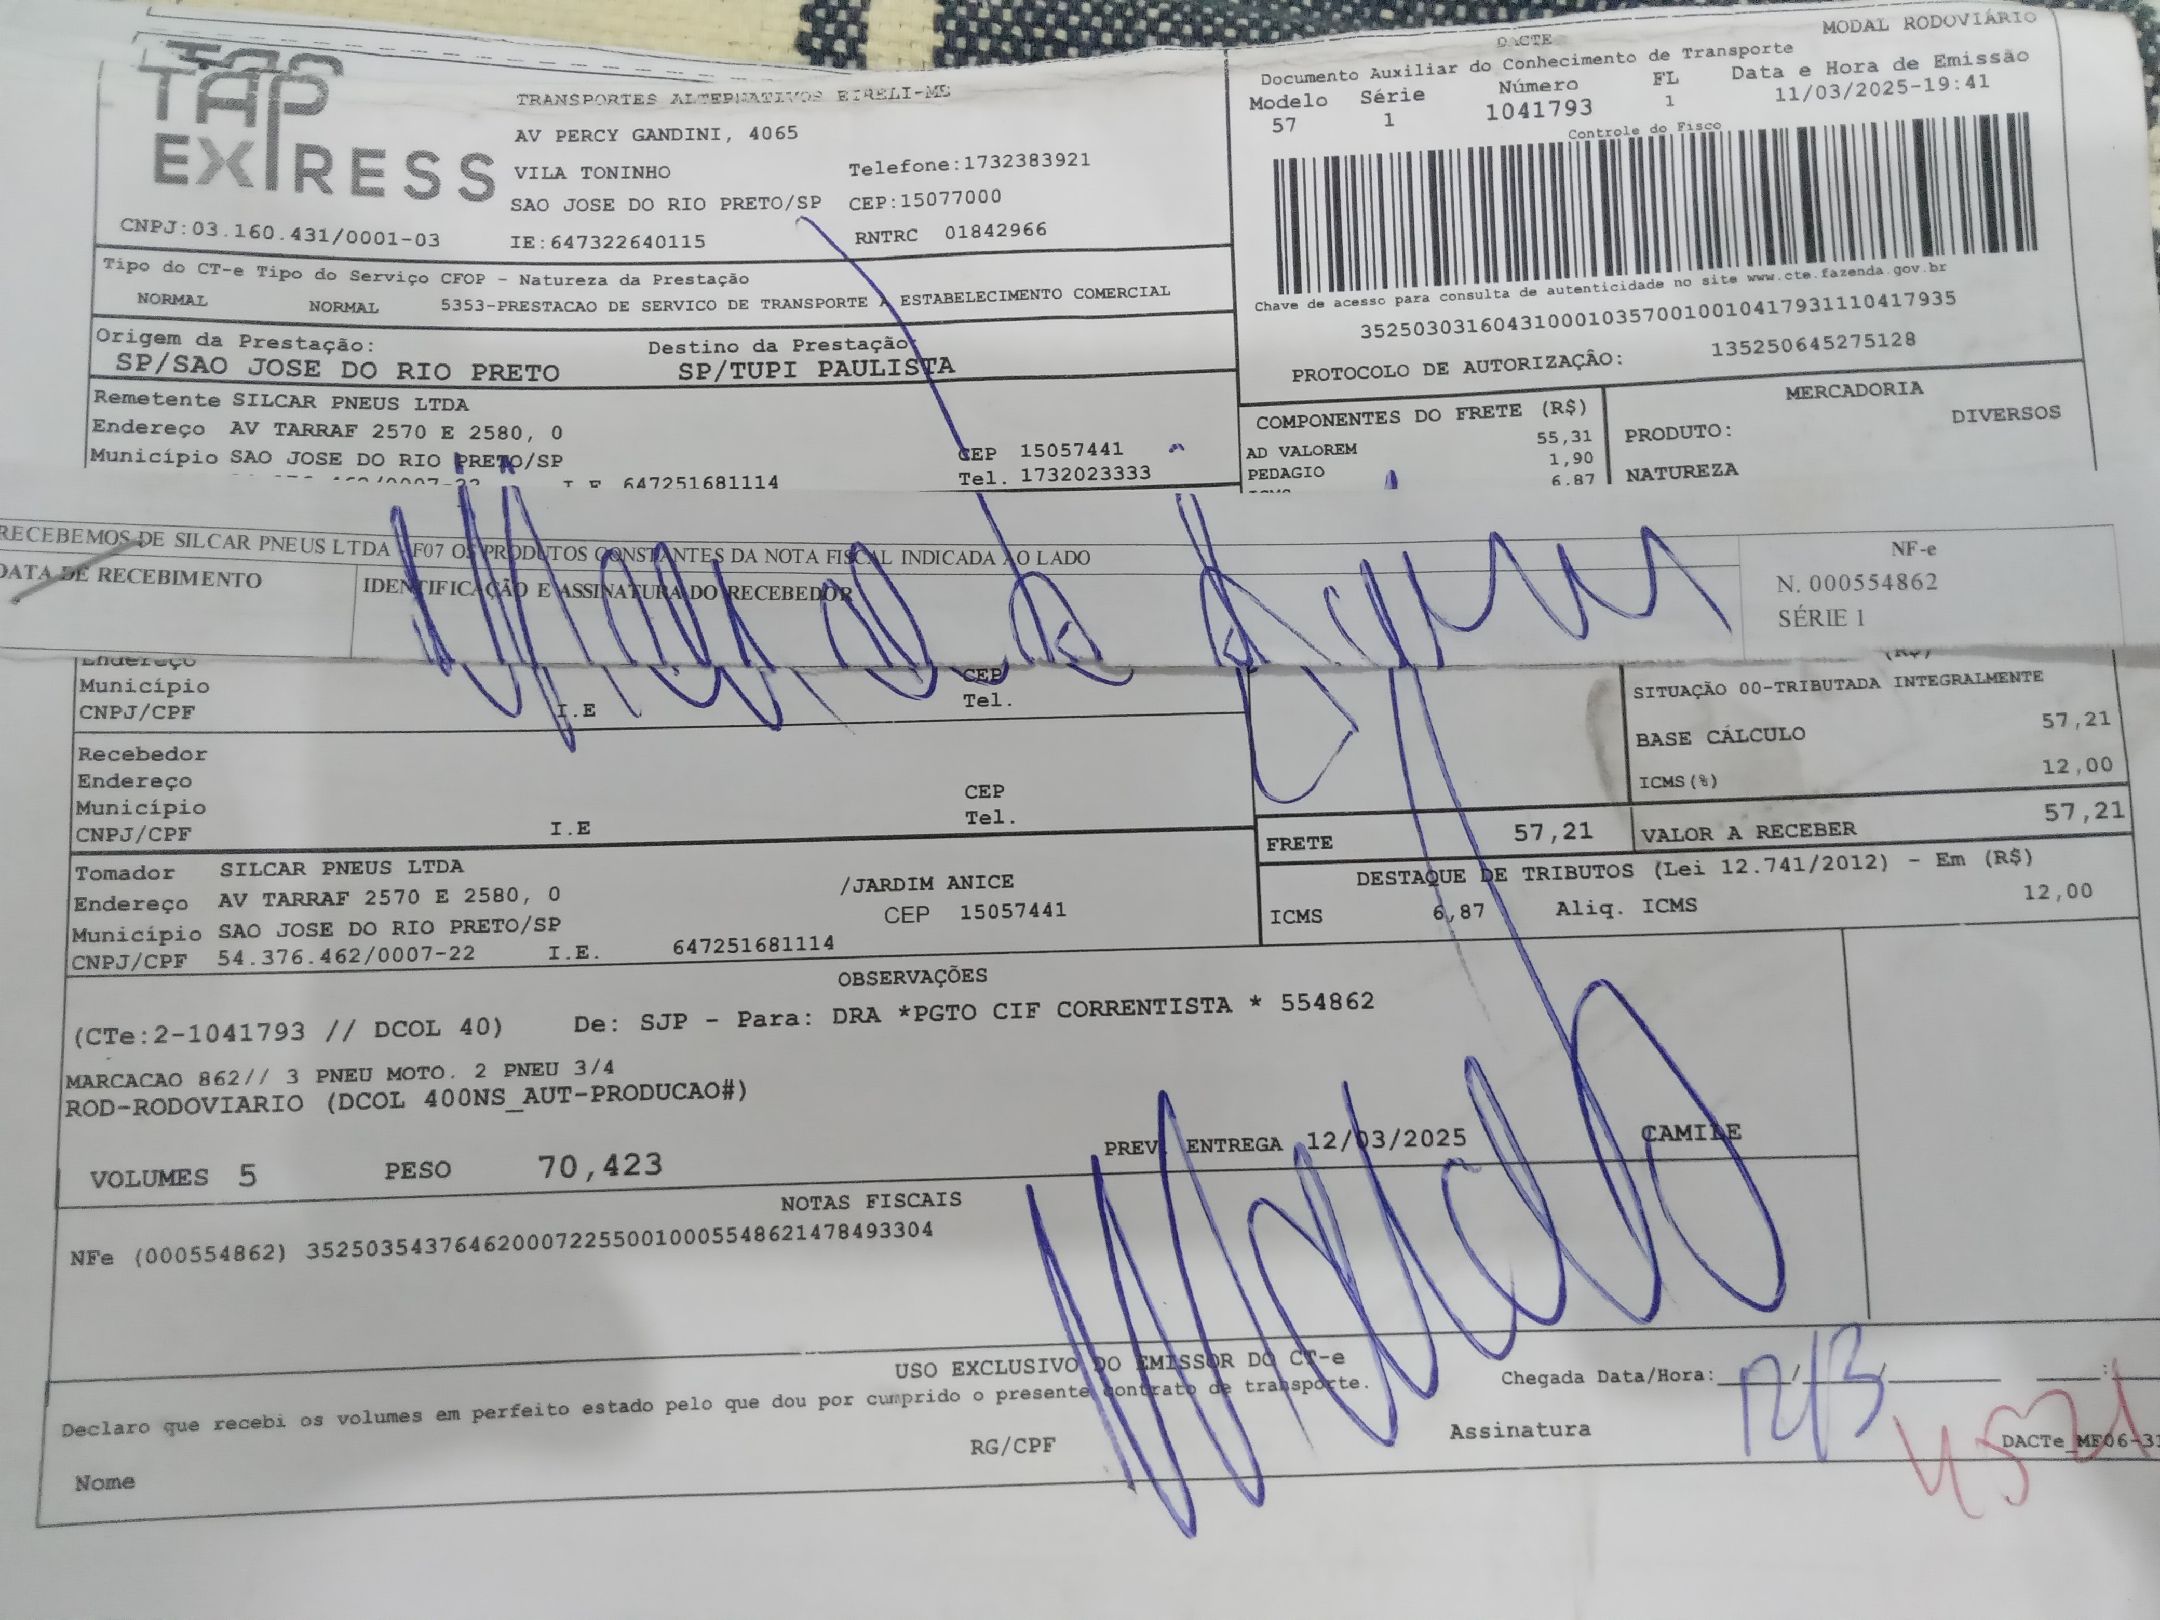 TAP
EXPRESS
TRANSPORTES ALTERNATIVOS EIRELI-ME
AV PERCY GANDINI, 4065
VILA TONINHO Telefone:1732383921
SAO JOSE DO RIO PRETO/SP CEP:15077000
CNPJ:03.160.431/0001-03 IE:647322640115 RNTRC 01842966
Tipo do CT-e Tipo do Serviço CFOP - Natureza da Prestação
NORMAL NORMAL 5353-PRESTACAO DE SERVICO DE TRANSPORTE A ESTABELECIMENTO COMERCIAL
Origem da Prestação: Destino da Prestação
SP/SAO JOSE DO RIO PRETO SP/TUPI PAULISTA
Remetente SILCAR PNEUS LTDA
Endereço AV TARRAF 2570 E 2580, 0
Município SAO JOSE DO RIO PRETO/SP CEP 15057441
I E 647251681114 Tel. 1732023333
DACTE MODAL RODOVIÁRIO
Documento Auxiliar do Conhecimento de Transporte
Modelo Série Número FL Data e Hora de Emissão
57 1 1041793 1 11/03/2025-19:41
Controle do Fisco
Chave de acesso para consulta de autenticidade no site www.cte.fazenda.gov.br
35250303160431000103570010010417931110417935
PROTOCOLO DE AUTORIZAÇÃO: 135250645275128
COMPONENTES DO FRETE (R$)
AD VALOREM 55,31
PEDAGIO 1,90
6,87
MERCADORIA
PRODUTO: DIVERSOS
NATUREZA
RECEBEMOS DE SILCAR PNEUS LTDA - F07 OS PRODUTOS CONSTANTES DA NOTA FISCAL INDICADA AO LADO
DATA DE RECEBIMENTO IDENTIFICAÇÃO E ASSINATURA DO RECEBEDOR
NF-e
N. 000554862
SÉRIE 1
Endereço CEP
Município Tel.
CNPJ/CPF I.E
Recebedor
Endereço
Município CEP
CNPJ/CPF I.E Tel.
(R$)
SITUAÇÃO 00-TRIBUTADA INTEGRALMENTE
BASE CÁLCULO 57,21
ICMS(%) 12,00
FRETE 57,21 VALOR A RECEBER 57,21
DESTAQUE DE TRIBUTOS (Lei 12.741/2012) - Em (R$)
ICMS 6,87 Aliq. ICMS 12,00
Tomador SILCAR PNEUS LTDA
Endereço AV TARRAF 2570 E 2580, 0 /JARDIM ANICE
Município SAO JOSE DO RIO PRETO/SP CEP 15057441
CNPJ/CPF 54.376.462/0007-22 I.E. 647251681114
OBSERVAÇÕES
(CTe:2-1041793 // DCOL 40) De: SJP - Para: DRA *PGTO CIF CORRENTISTA * 554862
MARCACAO 862// 3 PNEU MOTO. 2 PNEU 3/4
ROD-RODOVIARIO (DCOL 400NS_AUT-PRODUCAO#)
VOLUMES 5 PESO 70,423 PREV. ENTREGA 12/03/2025 CAMILE
NOTAS FISCAIS
NFe (000554862) 35250354376462000722550010005548621478493304
USO EXCLUSIVO DO EMISSOR DO CT-e
Declaro que recebi os volumes em perfeito estado pelo que dou por cumprido o presente contrato de transporte.
Chegada Data/Hora: 12/3
Nome RG/CPF Assinatura
DACTe_MF06-31